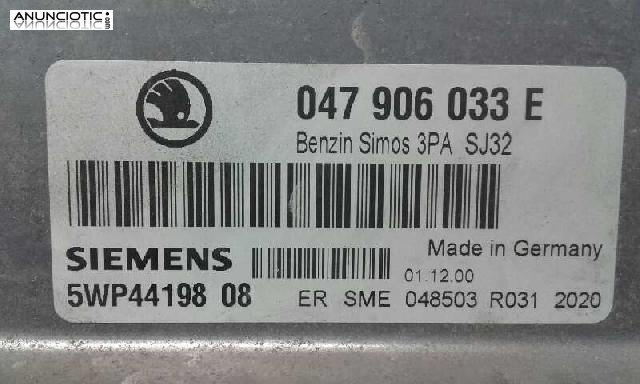 ANUNCIOTIC.com
047 906 033 E
Benzin Simos 3PA SJ32
SIEMENS
Made in Germany
01.12.00
5WP44198 08
ER SME 048503 R031 2020